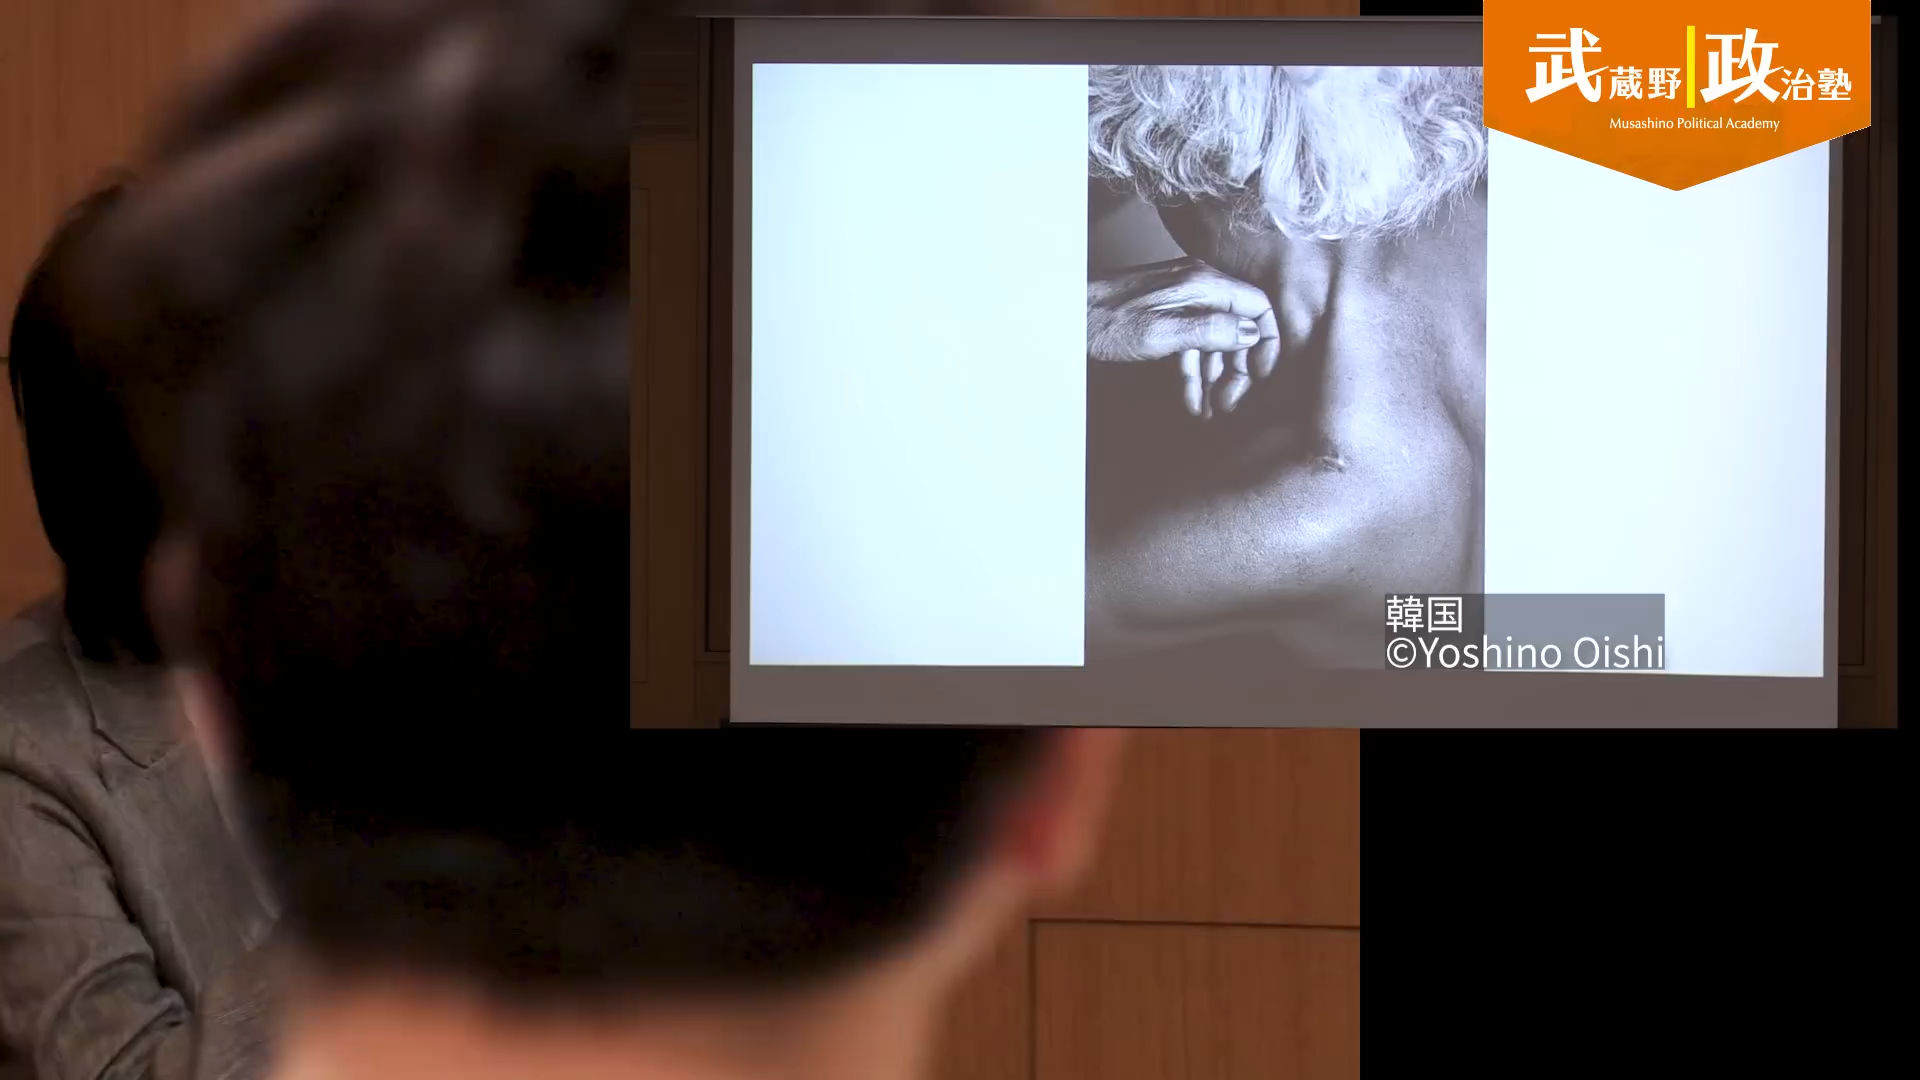 武蔵野政治塾
Musashino Political Academy
韓国
©Yoshino Oishi